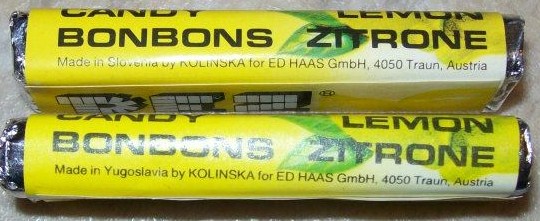 CANDY LEMON
BONBONS ZITRONE
Made in Slovenia by KOLINSKA for ED HAAS GmbH, 4050 Traun, Austria
PEZ ®
CANDY LEMON
BONBONS ZITRONE
Made in Yugoslavia by KOLINSKA for ED HAAS GmbH, 4050 Traun, Austria